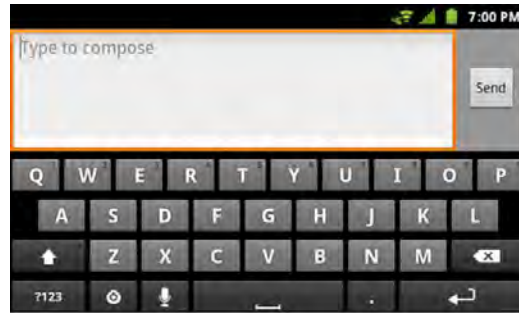 7:00 PM
Type to compose
Send
Q W E R T Y U I O P
A S D F G H J K L
Z X C V B N M
?123 .